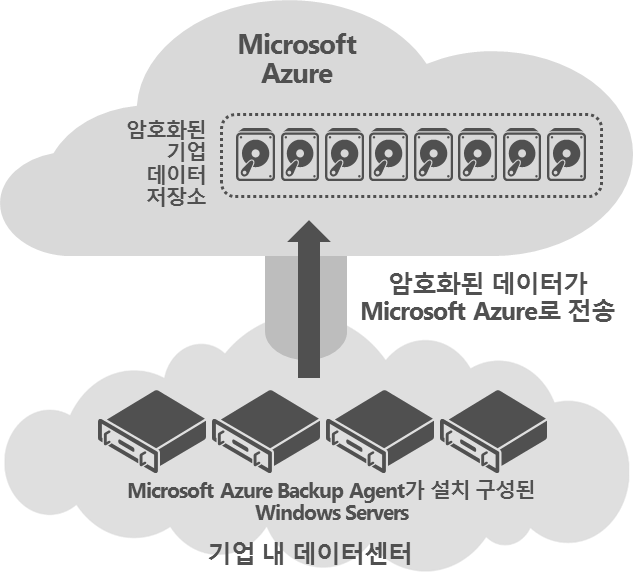 Microsoft
Azure
암호화된
기업
데이터
저장소
암호화된 데이터가
Microsoft Azure로 전송
Microsoft Azure Backup Agent가 설치 구성된
Windows Servers
기업 내 데이터센터